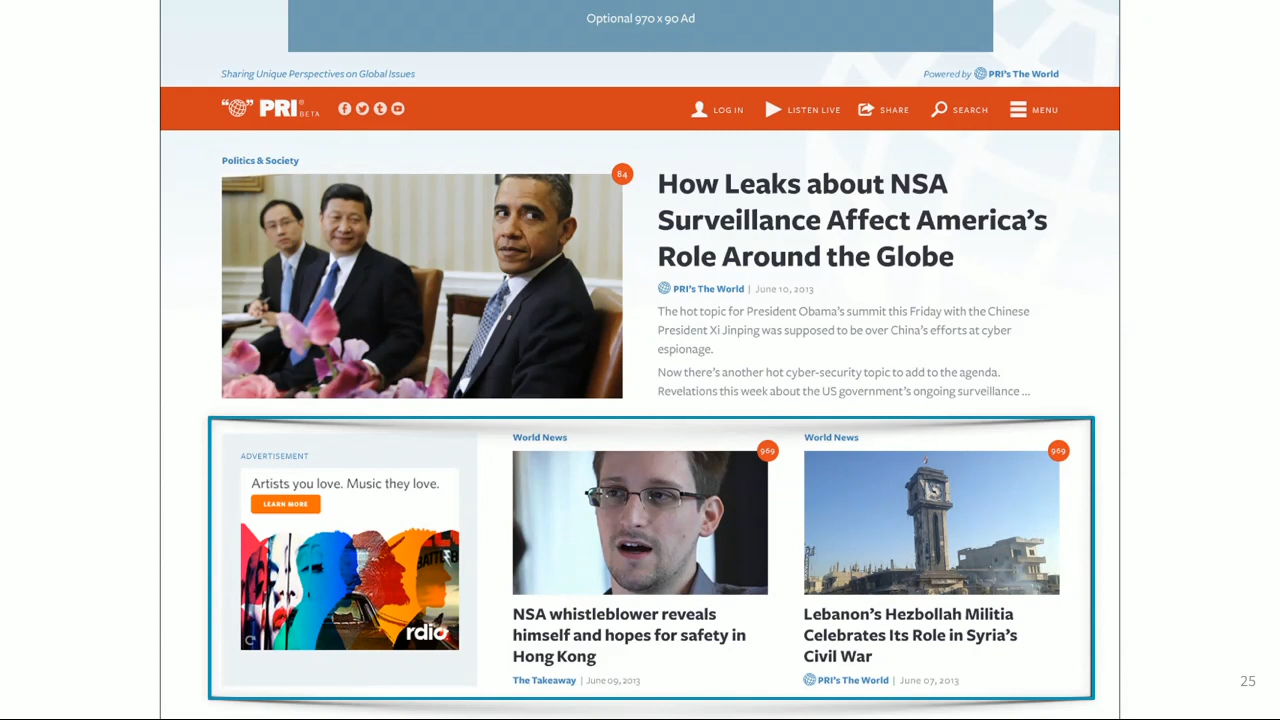 Optional 970 x 90 Ad
Sharing Unique Perspectives on Global Issues
Powered by PRI's The World
PRI® BETA
LOG IN
LISTEN LIVE
SHARE
SEARCH
MENU
Politics & Society
84
How Leaks about NSA
Surveillance Affect America's
Role Around the Globe
PRI's The World | June 10, 2013
The hot topic for President Obama's summit this Friday with the Chinese
President Xi Jinping was supposed to be over China's efforts at cyber
espionage.
Now there's another hot cyber-security topic to add to the agenda.
Revelations this week about the US government's ongoing surveillance ...
ADVERTISEMENT
Artists you love. Music they love.
LEARN MORE
rdio
World News
969
NSA whistleblower reveals
himself and hopes for safety in
Hong Kong
The Takeaway | June 09, 2013
World News
969
Lebanon's Hezbollah Militia
Celebrates Its Role in Syria's
Civil War
PRI's The World | June 07, 2013
25